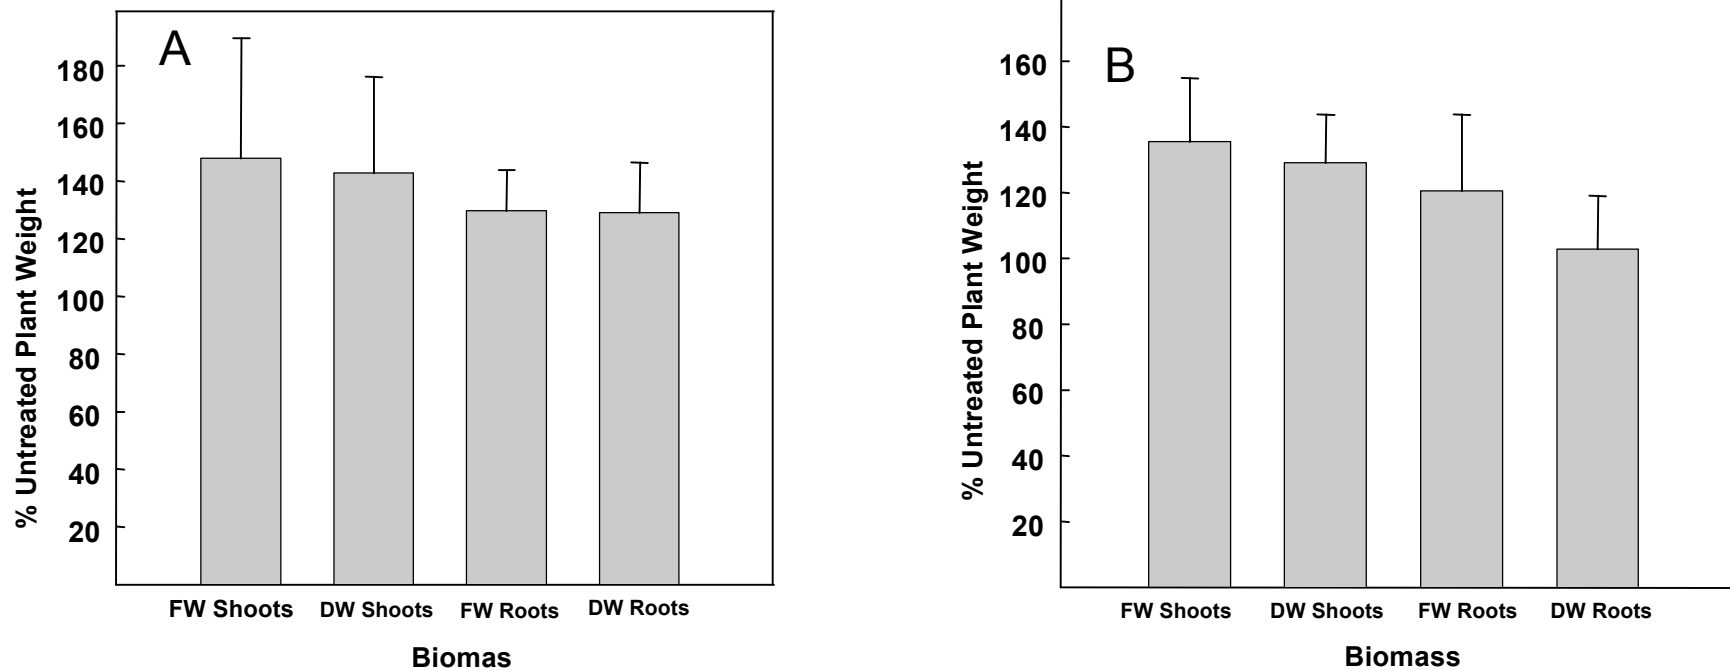 A
% Untreated Plant Weight
180
160
140
120
100
80
60
40
20
FW Shoots
DW Shoots
FW Roots
DW Roots
Biomas
B
% Untreated Plant Weight
160
140
120
100
80
60
40
20
FW Shoots
DW Shoots
FW Roots
DW Roots
Biomass